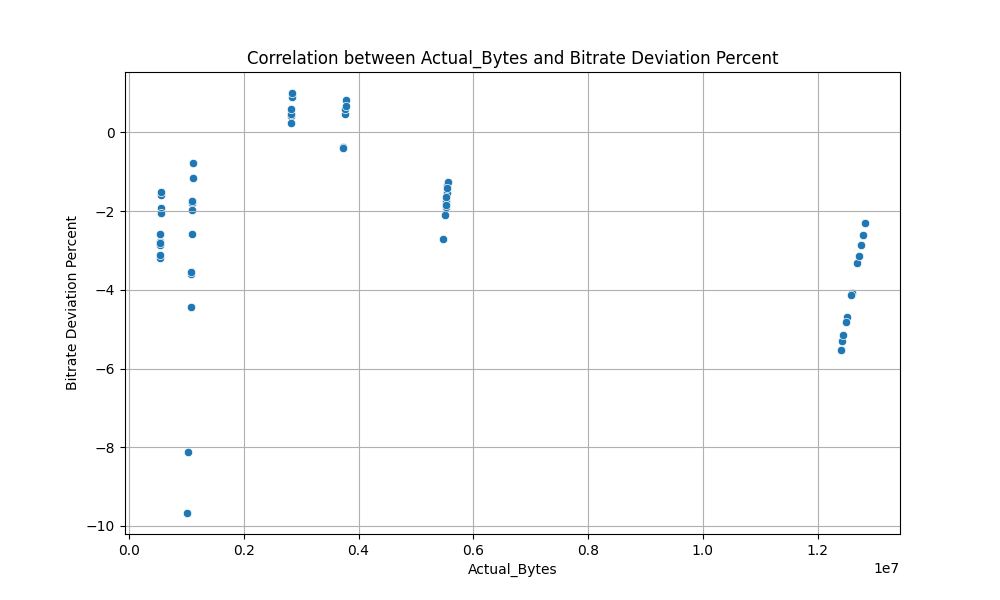 Correlation between Actual_Bytes and Bitrate Deviation Percent
Bitrate Deviation Percent
0
−2
−4
−6
−8
−10
0.0 0.2 0.4 0.6 0.8 1.0 1.2
1e7
Actual_Bytes